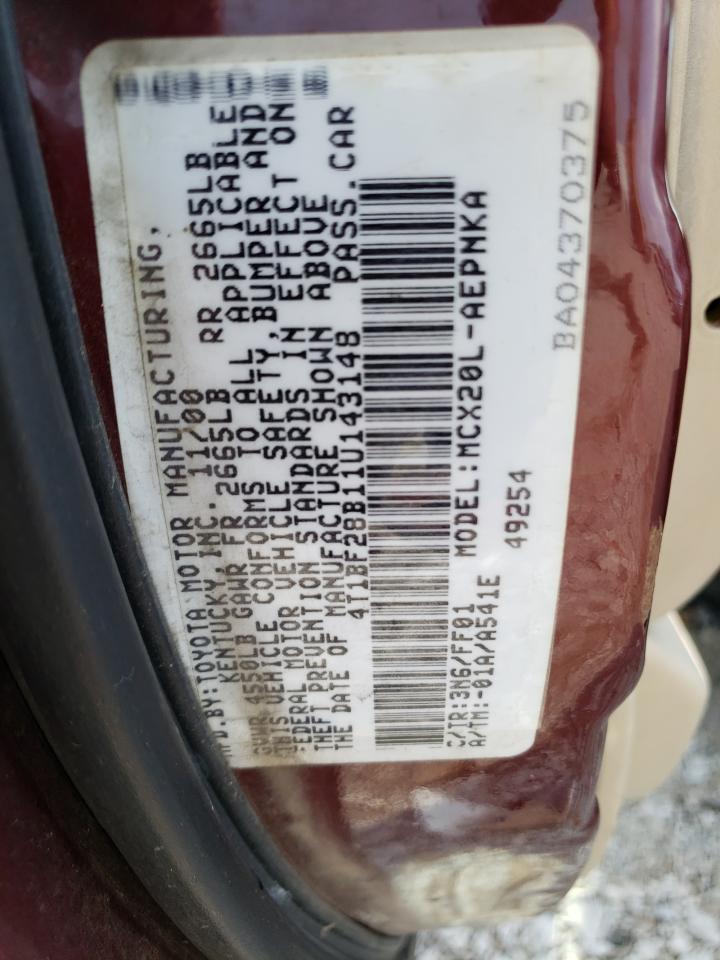 MFD.BY:TOYOTA MOTOR MANUFACTURING,
KENTUCKY,INC. 11/00
GVWR 4550LB GAWR FR 2665LB RR 2665LB
THIS VEHICLE CONFORMS TO ALL APPLICABLE
FEDERAL MOTOR VEHICLE SAFETY,BUMPER AND
THEFT PREVENTION STANDARDS IN EFFECT ON
THE DATE OF MANUFACTURE SHOWN ABOVE
4T1BF28B11U143148 PASS.CAR
C/TR:3N6/FF01 MODEL:MCX20L-AEPNKA
A/TM:-01A/A541E 49254
BA04370375